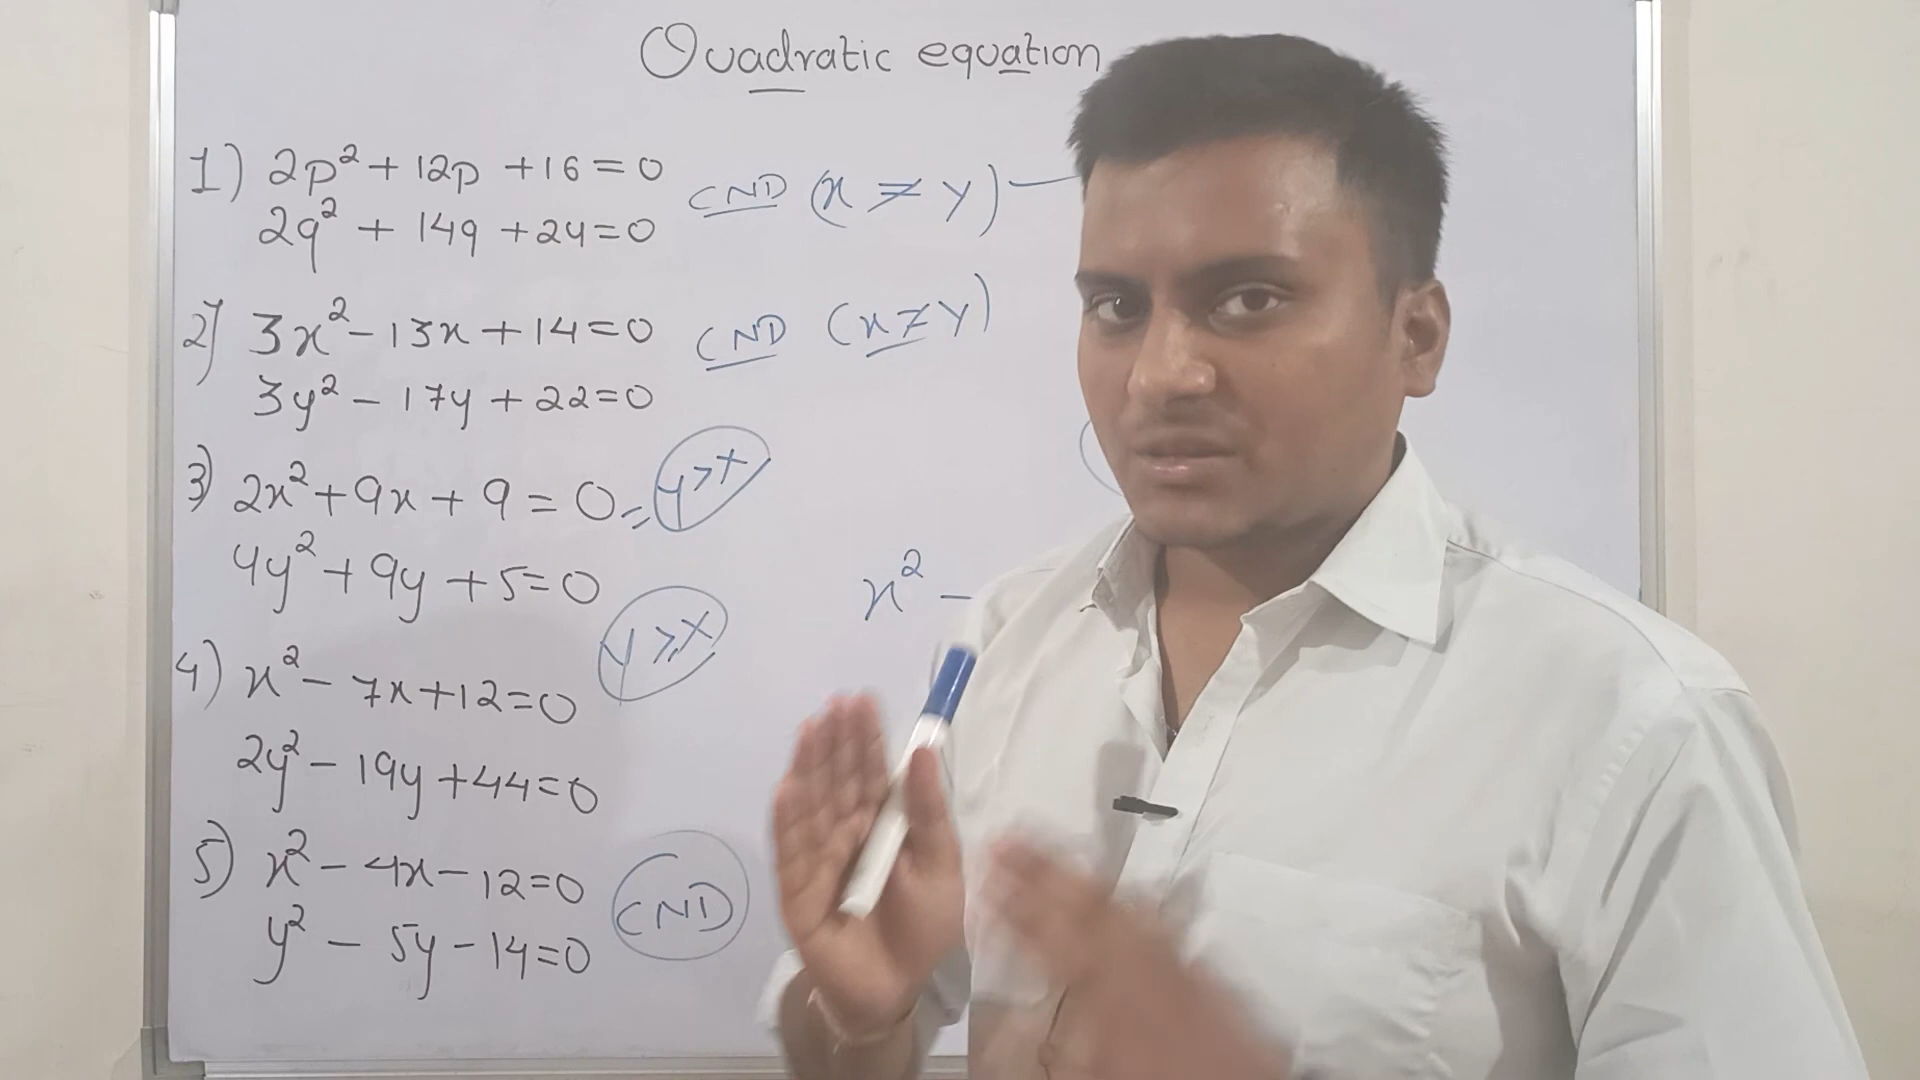 Quadratic equation
1) 2p² + 12p + 16 = 0
CND (x ≠ y)
2q² + 14q + 24 = 0
2) 3x² - 13x + 14 = 0
CND (x ≠ y)
3y² - 17y + 22 = 0
3) 2x² + 9x + 9 = 0
y > x
4y² + 9y + 5 = 0
4) x² - 7x + 12 = 0
y ≥ x
2y² - 19y + 44 = 0
5) x² - 4x - 12 = 0
CND
y² - 5y - 14 = 0
x² -